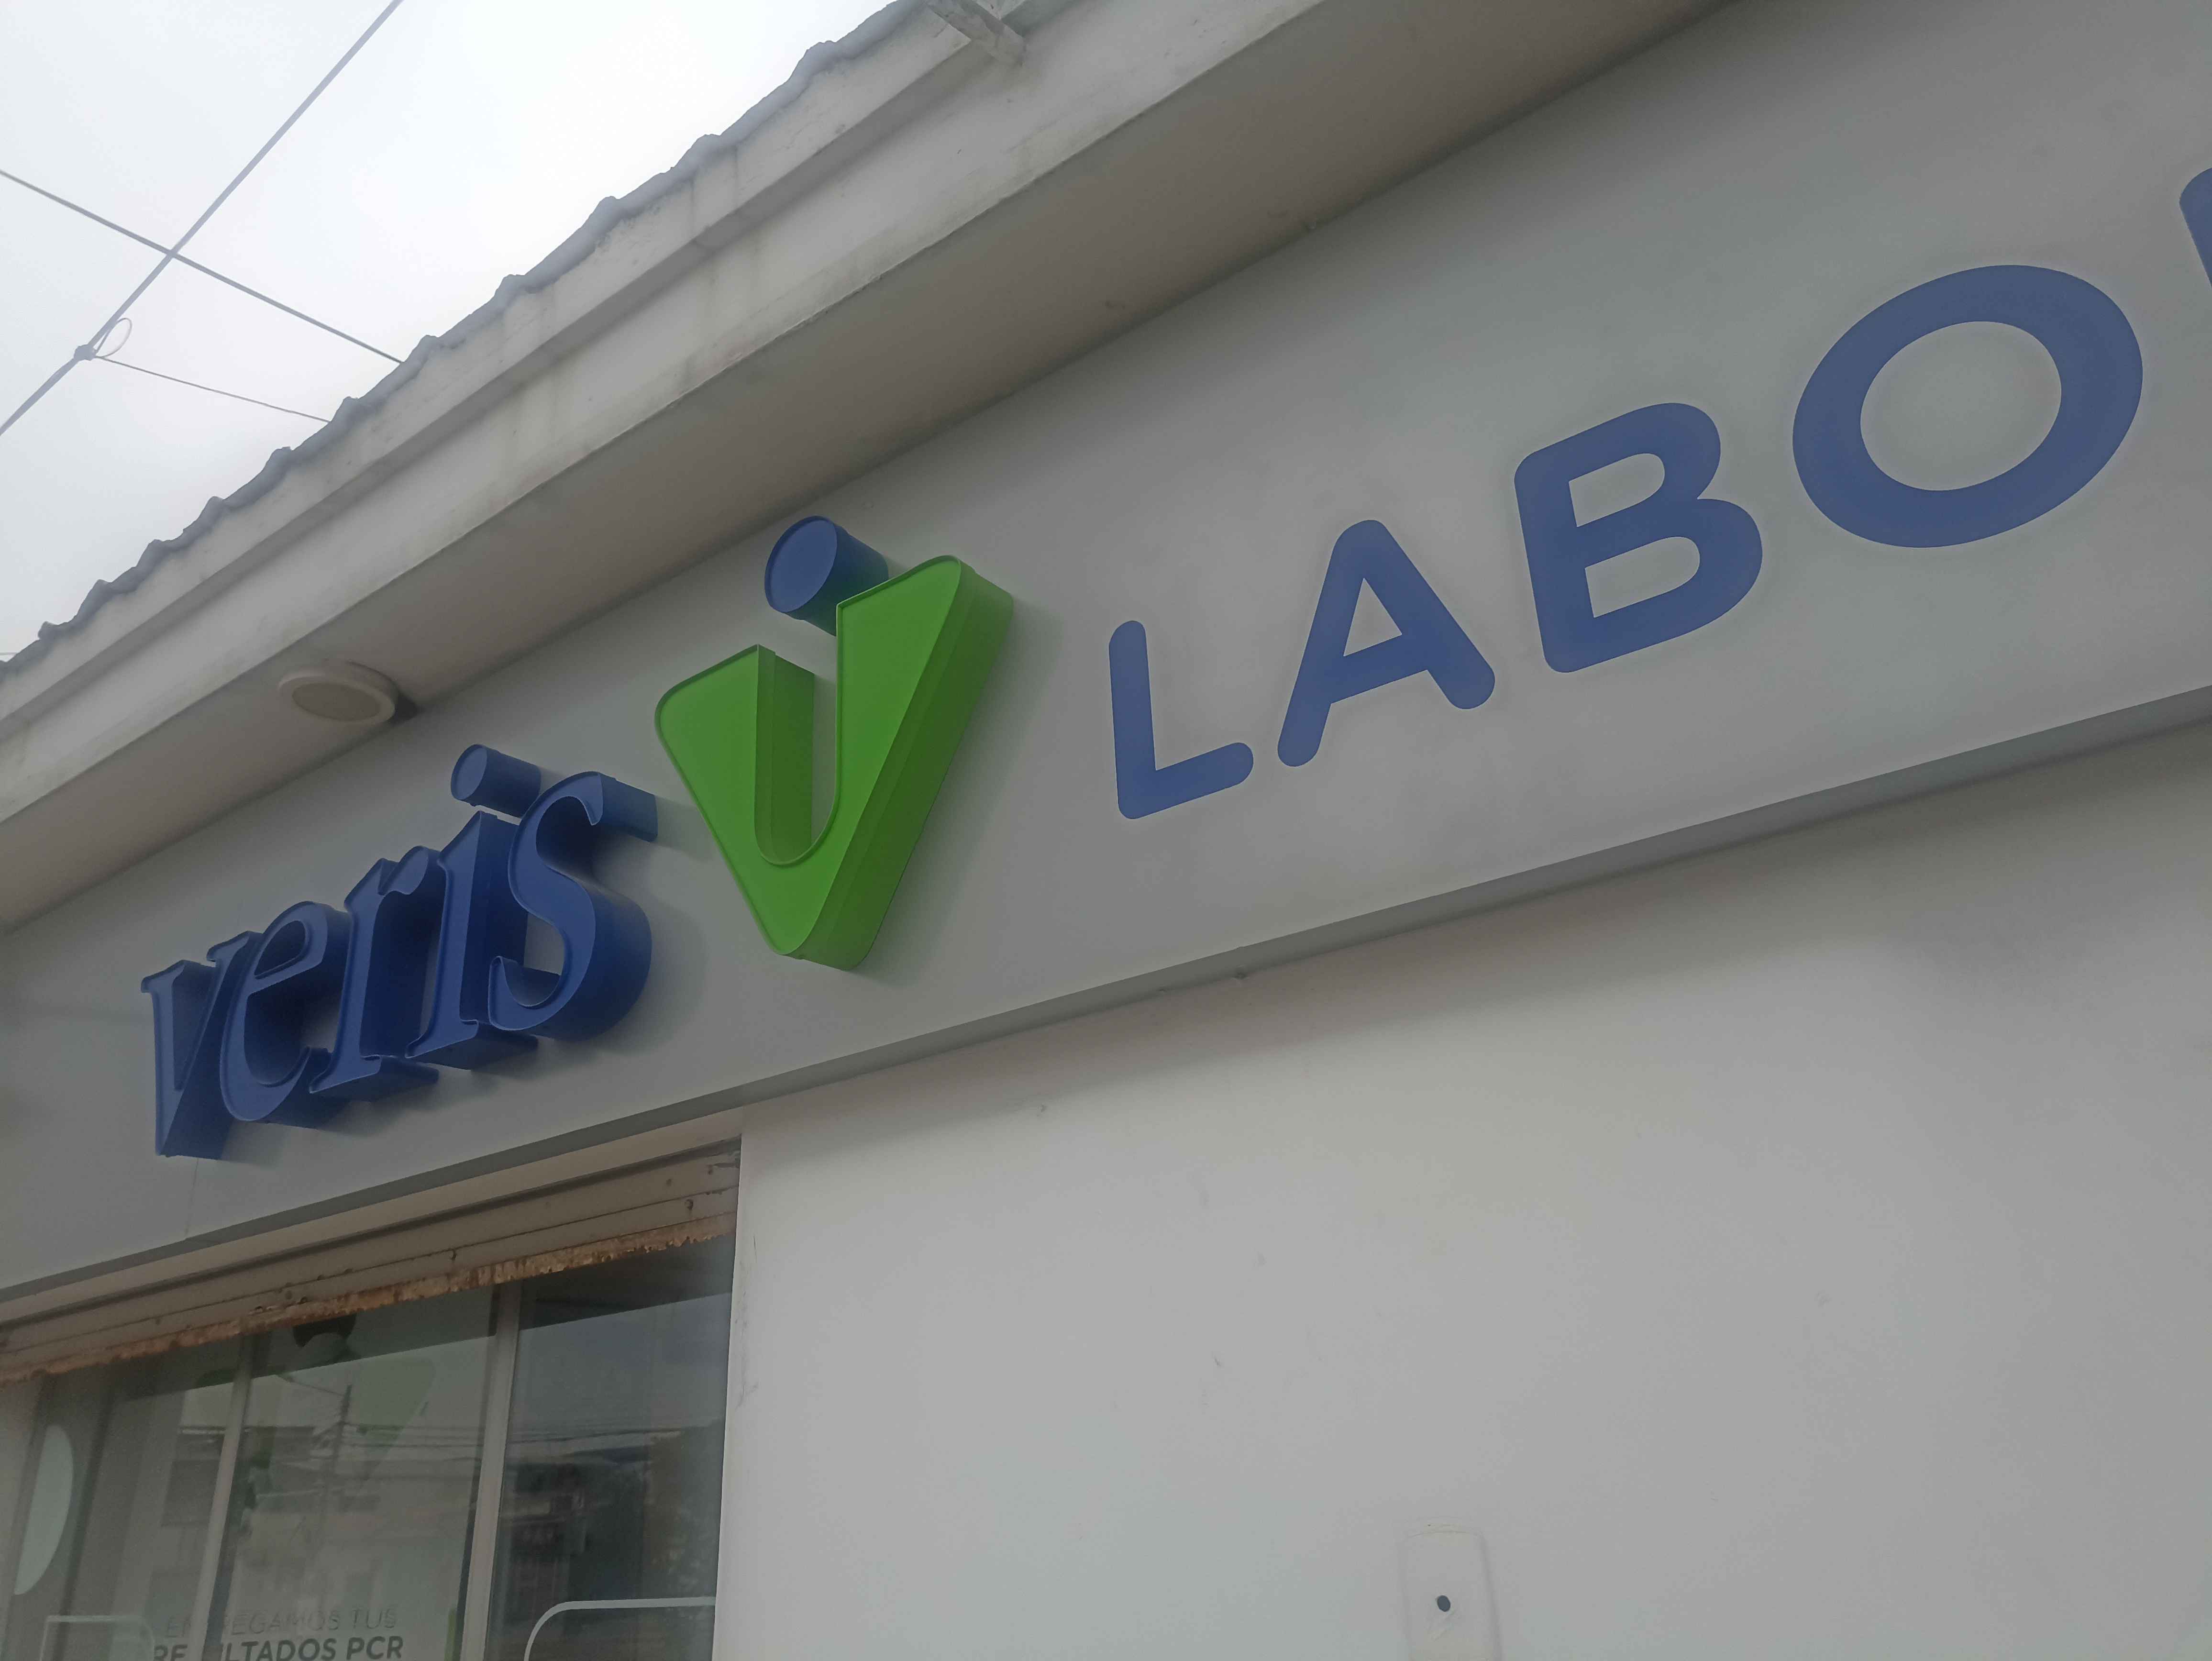 veris LABO
ENTREGAMOS TUS
RESULTADOS PCR